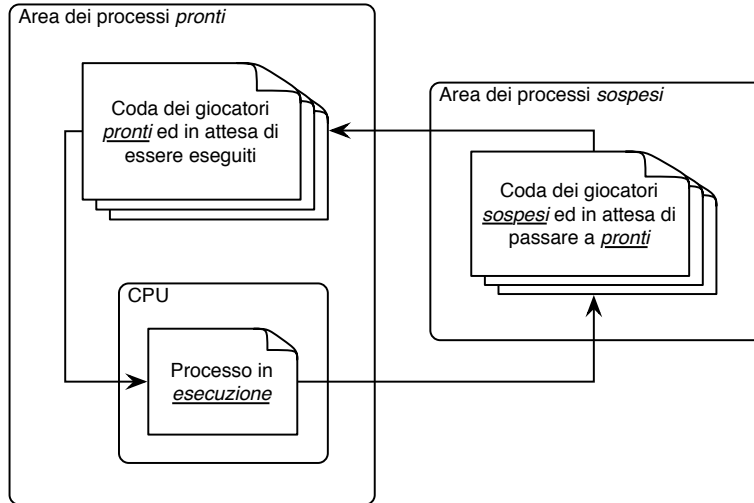 Area dei processi pronti
Coda dei giocatori
pronti ed in attesa di
essere eseguiti
Area dei processi sospesi
Coda dei giocatori
sospesi ed in attesa di
passare a pronti
CPU
Processo in
esecuzione